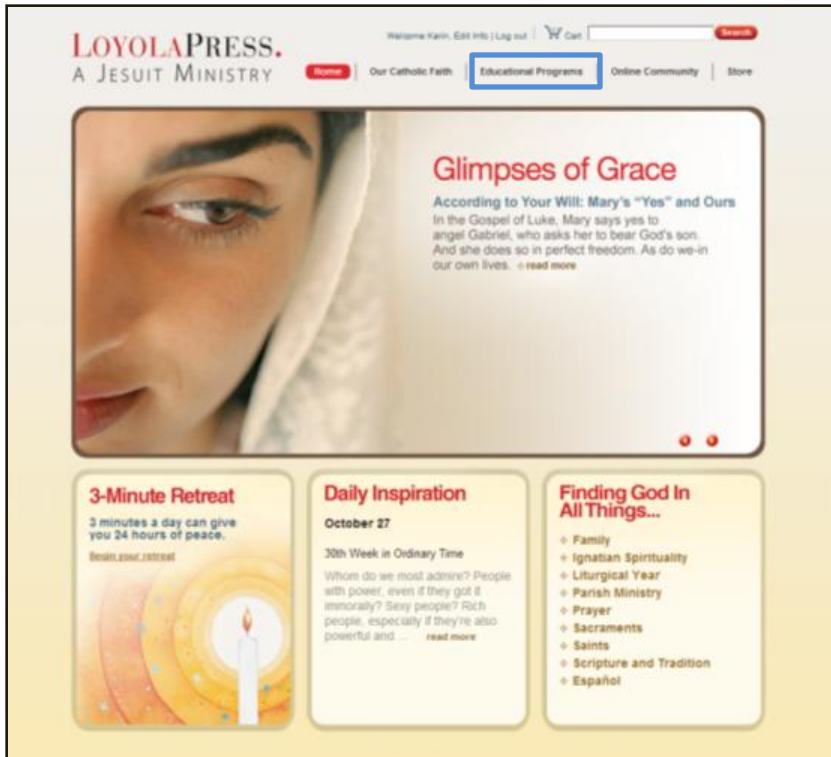 Welcome Karin, Edit Info | Log out | Cart Search
LOYOLAPRESS.
A JESUIT MINISTRY
Home | Our Catholic Faith | Educational Programs | Online Community | Store
Glimpses of Grace
According to Your Will: Mary's “Yes” and Ours
In the Gospel of Luke, Mary says yes to
angel Gabriel, who asks her to bear God's son.
And she does so in perfect freedom. As do we-in
our own lives. read more
3-Minute Retreat
3 minutes a day can give
you 24 hours of peace.
Begin your retreat
Daily Inspiration
October 27
30th Week in Ordinary Time
Whom do we most admire? People
with power, even if they got it
immorally? Sexy people? Rich
people, especially if they're also
powerful and ... read more
Finding God In
All Things...
Family
Ignatian Spirituality
Liturgical Year
Parish Ministry
Prayer
Sacraments
Saints
Scripture and Tradition
Español